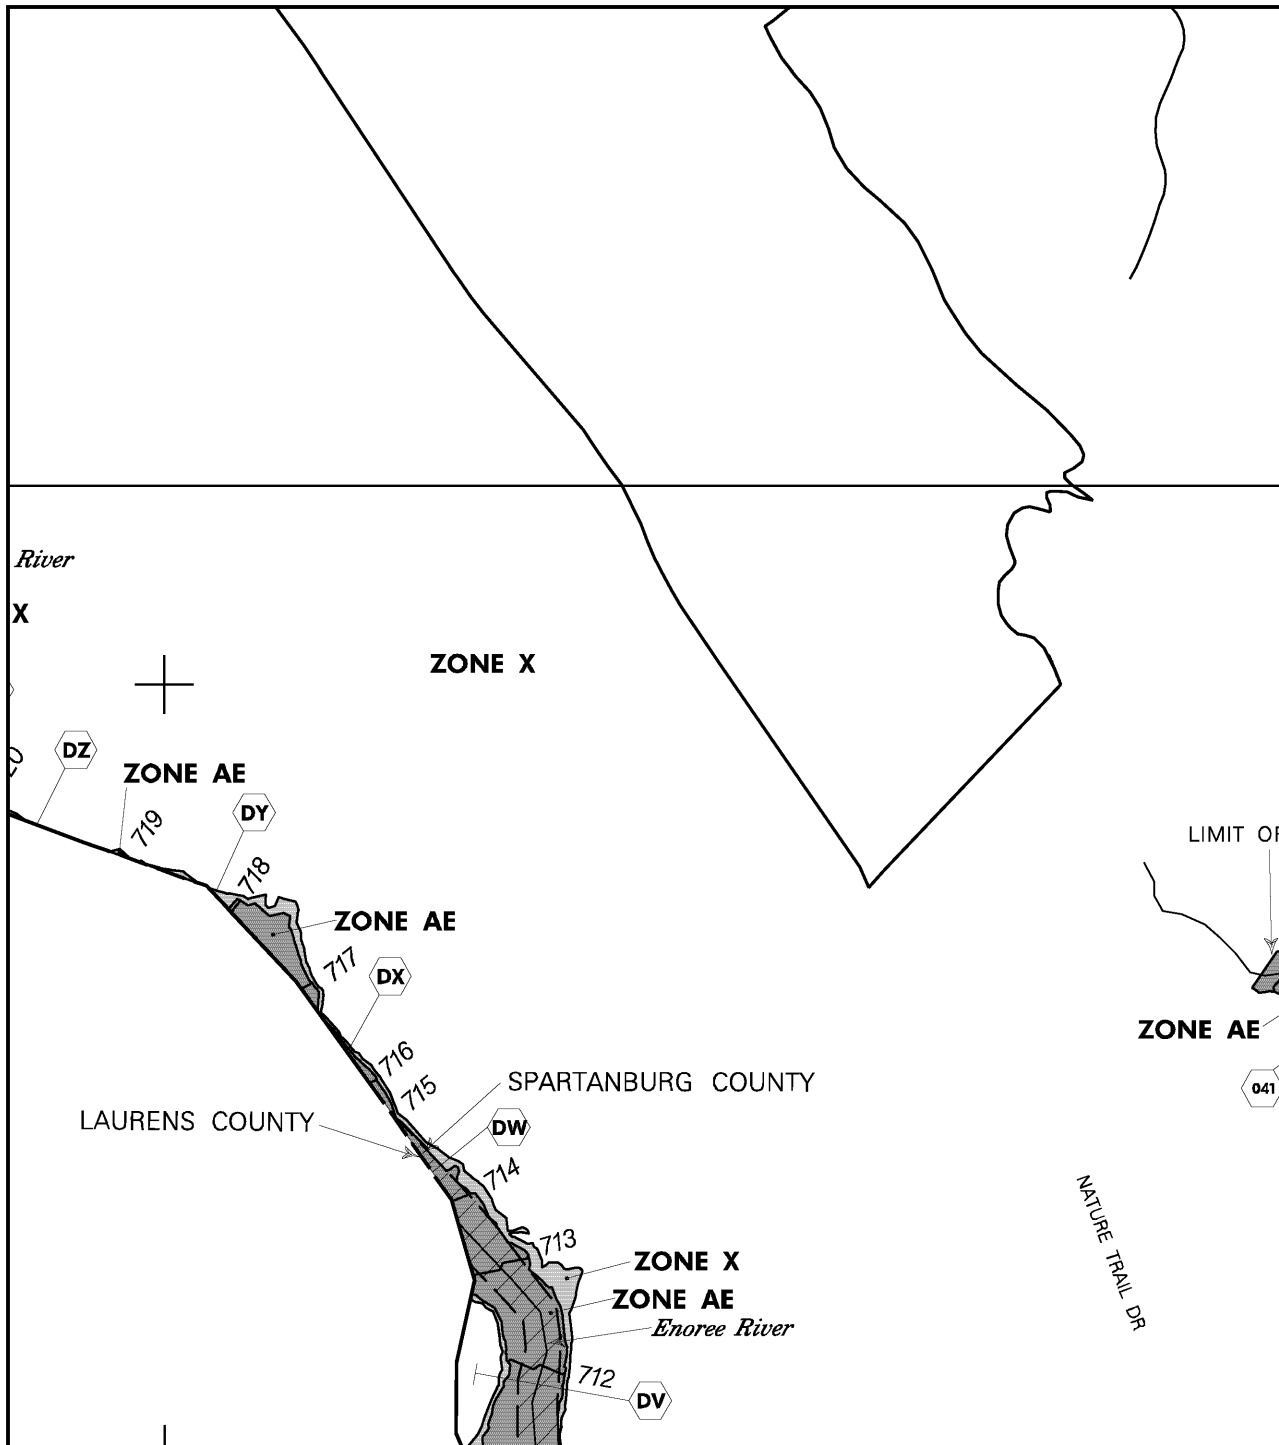 River
X
ZONE X
DZ
ZONE AE
719
DY
718
ZONE AE
717
DX
LIMIT OF
ZONE AE
041
716
715
SPARTANBURG COUNTY
LAURENS COUNTY
DW
714
NATURE TRAIL DR
713
ZONE X
ZONE AE
Enoree River
712
DV